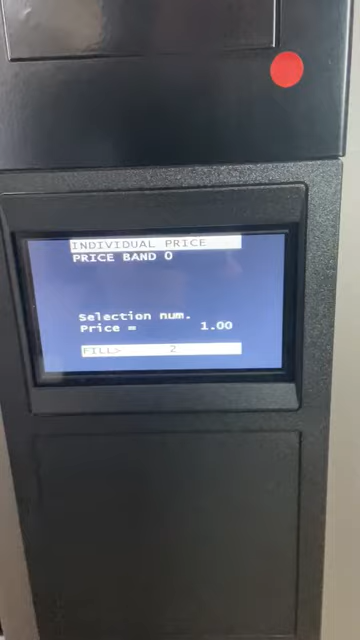 INDIVIDUAL PRICE
PRICE BAND 0
Selection num.
Price = 1.00
FILL> 2